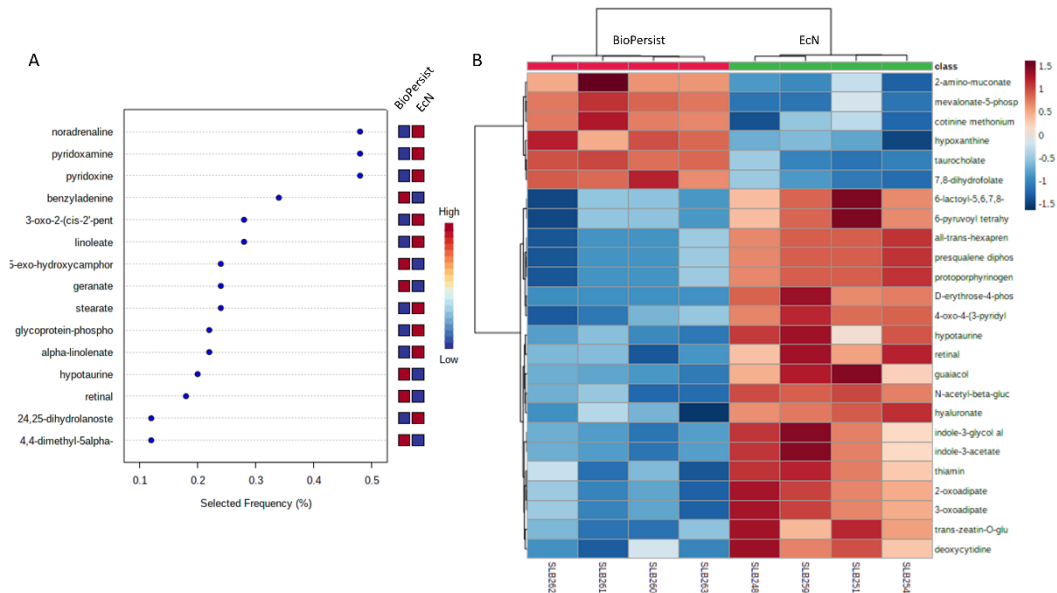 A
BioPersist
EcN
noradrenaline
pyridoxamine
pyridoxine
benzyladenine
3-oxo-2-(cis-2'-pent
linoleate
5-exo-hydroxycamphor
geranate
stearate
glycoprotein-phospho
alpha-linolenate
hypotaurine
retinal
24,25-dihydrolanoste
4,4-dimethyl-5alpha-
0.1 0.2 0.3 0.4 0.5
Selected Frequency (%)
High
Low
B
BioPersist EcN
class
2-amino-muconate
mevalonate-5-phosp
cotinine methonium
hypoxanthine
taurocholate
7,8-dihydrofolate
6-lactoyl-5,6,7,8-
6-pyruvoyl tetrahy
all-trans-hexapren
presqualene diphos
protoporphyrinogen
D-erythrose-4-phos
4-oxo-4-(3-pyridyl
hypotaurine
retinal
guaiacol
N-acetyl-beta-gluc
hyaluronate
indole-3-glycol al
indole-3-acetate
thiamin
2-oxoadipate
3-oxoadipate
trans-zeatin-O-glu
deoxycytidine
SLB262 SLB261 SLB260 SLB263 SLB248 SLB259 SLB251 SLB254
1.5
1
0.5
0
-0.5
-1
-1.5